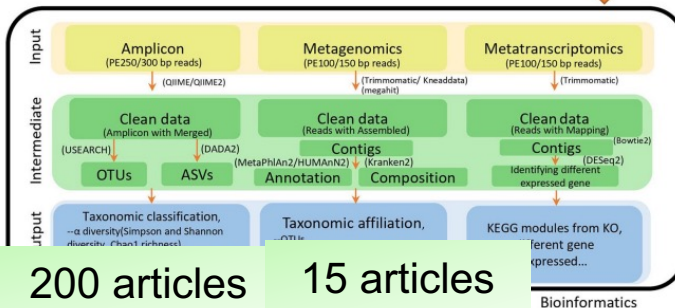 Input
Amplicon
(PE250/300 bp reads)
Metagenomics
(PE100/150 bp reads)
Metatranscriptomics
(PE100/150 bp reads)
(QIIME/QIIME2)
(Trimmomatic/ Kneaddata)
(megahit)
(Trimmomatic)
Intermediate
Clean data
(Amplicon with Merged)
(USEARCH)
(DADA2)
OTUs
ASVs
Clean data
(Reads with Assembled)
Contigs
(MetaPhlAn2/HUMAnN2)
(Kranken2)
Annotation
Composition
Clean data
(Reads with Mapping)
(Bowtie2)
Contigs
(DESeq2)
Identifying different
expressed gene
Taxonomic classification,
--α diversity(Simpson and Shannon
diversity, Chao1 richness)
Taxonomic affiliation,
--OTUs
KEGG modules from KO,
gene
200 articles
15 articles
Bioinformatics